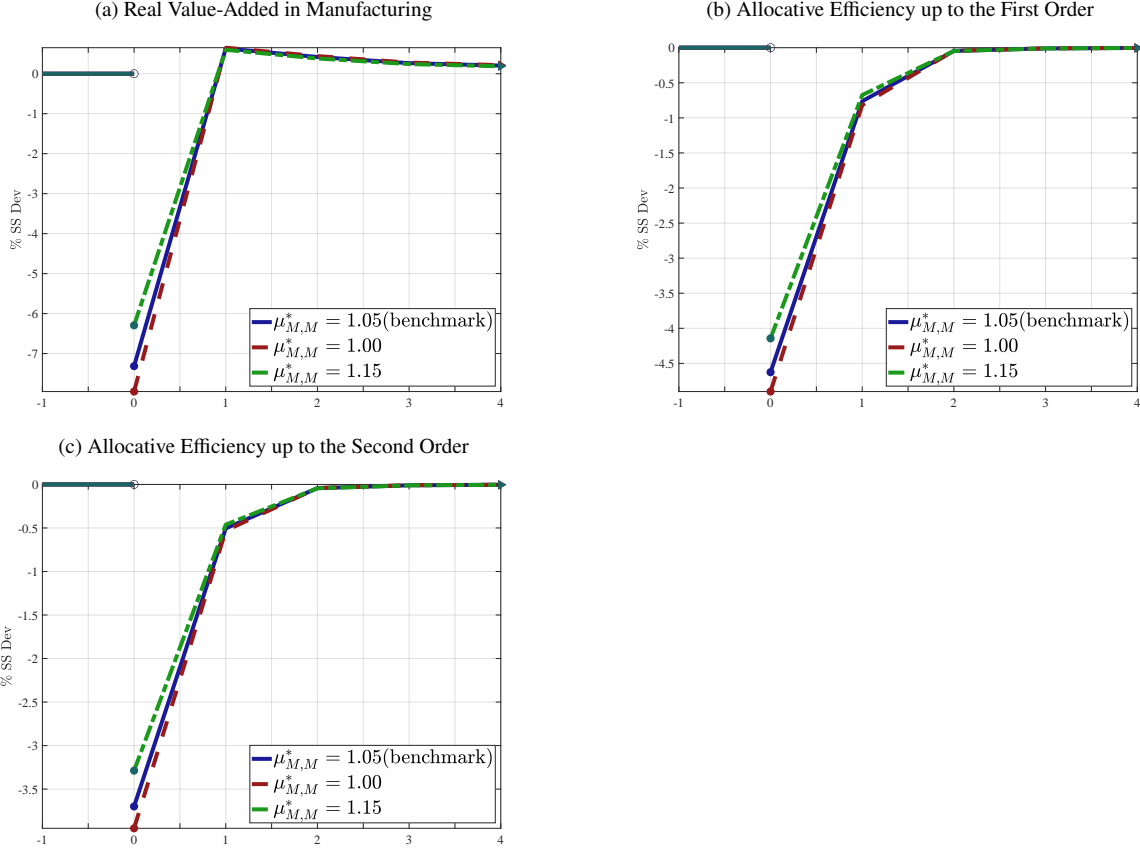 (a) Real Value-Added in Manufacturing
0
-1
-2
-3
-4
-5
-6
-7
% SS Dev
-1 0 1 2 3 4
μ*M,M = 1.05(benchmark)
μ*M,M = 1.00
μ*M,M = 1.15
(b) Allocative Efficiency up to the First Order
0
-0.5
-1
-1.5
-2
-2.5
-3
-3.5
-4
-4.5
% SS Dev
-1 0 1 2 3 4
μ*M,M = 1.05(benchmark)
μ*M,M = 1.00
μ*M,M = 1.15
(c) Allocative Efficiency up to the Second Order
0
-0.5
-1
-1.5
-2
-2.5
-3
-3.5
% SS Dev
-1 0 1 2 3 4
μ*M,M = 1.05(benchmark)
μ*M,M = 1.00
μ*M,M = 1.15